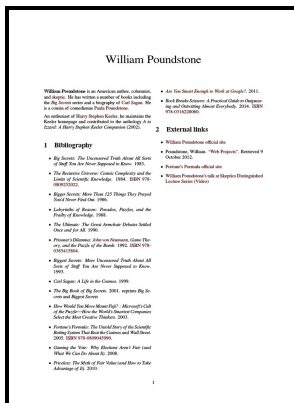 William Poundstone
William Poundstone is an American author, columnist,
and skeptic. He has written a number of books including
the Big Secrets series and a biography of Carl Sagan. He
is a cousin of comedienne Paula Poundstone.
An enthusiast of Harry Stephen Keeler, he maintains the
Keeler homepage and contributed to the anthology A to
Izzard: A Harry Stephen Keeler Companion (2002).
1 Bibliography
• Big Secrets: The Uncensored Truth About All Sorts
of Stuff You Are Never Supposed to Know. 1983.
• The Recursive Universe: Cosmic Complexity and the
Limits of Scientific Knowledge. 1984. ISBN 978-
0809252022.
• Bigger Secrets: More Than 125 Things They Prayed
You'd Never Find Out. 1986.
• Labyrinths of Reason: Paradox, Puzzles, and the
Frailty of Knowledge. 1988.
• The Ultimate: The Great Armchair Debates Settled
Once and for All. 1990.
• Prisoner's Dilemma: John von Neumann, Game The-
ory, and the Puzzle of the Bomb. 1992. ISBN 978-
0385415804.
• Biggest Secrets: More Uncensored Truth About All
Sorts of Stuff You Are Never Supposed to Know.
1993.
• Carl Sagan: A Life in the Cosmos. 1999.
• The Big Book of Big Secrets. 2001. reprints Big Se-
crets and Biggest Secrets
• How Would You Move Mount Fuji? : Microsoft's Cult
of the Puzzle—How the World's Smartest Companies
Select the Most Creative Thinkers. 2003.
• Fortune's Formula: The Untold Story of the Scientific
Betting System That Beat the Casinos and Wall Street.
2005. ISBN 978-0809045990.
• Gaming the Vote: Why Elections Aren't Fair (and
What We Can Do About It). 2008.
• Priceless: The Myth of Fair Value (and How to Take
Advantage of It). 2010.
• Are You Smart Enough to Work at Google?. 2011.
• Rock Breaks Scissors: A Practical Guide to Outguess-
ing and Outwitting Almost Everybody. 2014. ISBN
978-0316228060.
2 External links
• William Poundstone official site
• Poundstone, William. "Web Projects". Retrieved 9
October 2012.
• Fortune's Formula official site
• William Poundstone's talk at Skeptics Distinguished
Lecture Series (Video)
1